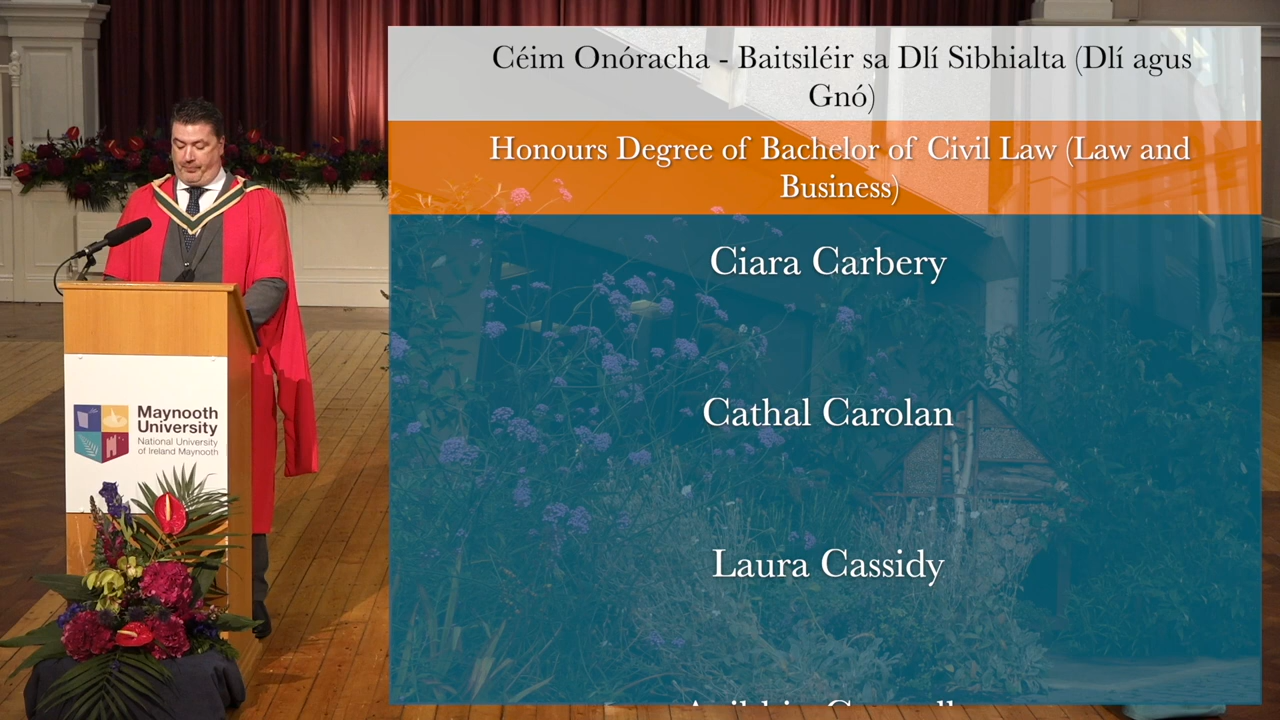 Céim Onóracha - Baitsiléir sa Dlí Sibhialta (Dlí agus
Gnó)
Honours Degree of Bachelor of Civil Law (Law and
Business)
Ciara Carbery
Cathal Carolan
Laura Cassidy
Maynooth
University
National University
of Ireland Maynooth